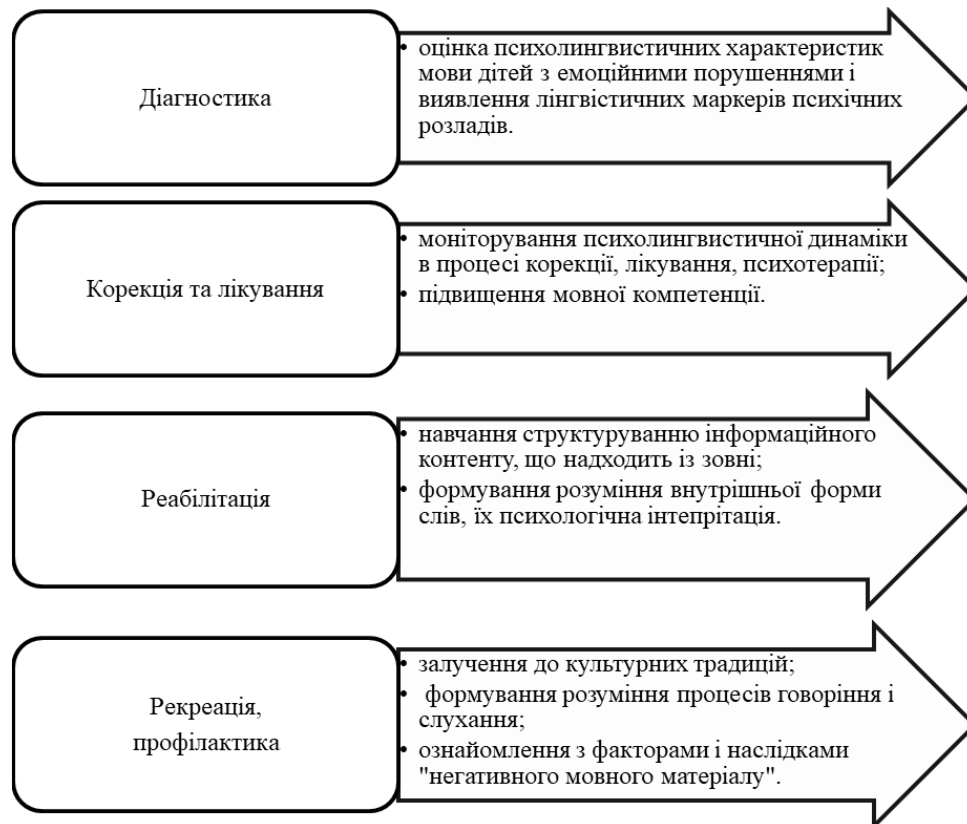 Діагностика
• оцінка психолингвистичних характеристик
мови дітей з емоційними порушеннями і
виявлення лінгвістичних маркерів психічних
розладів.
Корекція та лікування
• моніторування психолингвистичної динаміки
в процесі корекції, лікування, психотерапії;
• підвищення мовної компетенції.
Реабілітація
• навчання структуруванню інформаційного
контенту, що надходить із зовні;
• формування розуміння внутрішньої форми
слів, їх психологічна інтепрітація.
Рекреація,
профілактика
• залучення до культурних традицій;
• формування розуміння процесів говоріння і
слухання;
• ознайомлення з факторами і наслідками
"негативного мовного матеріалу".